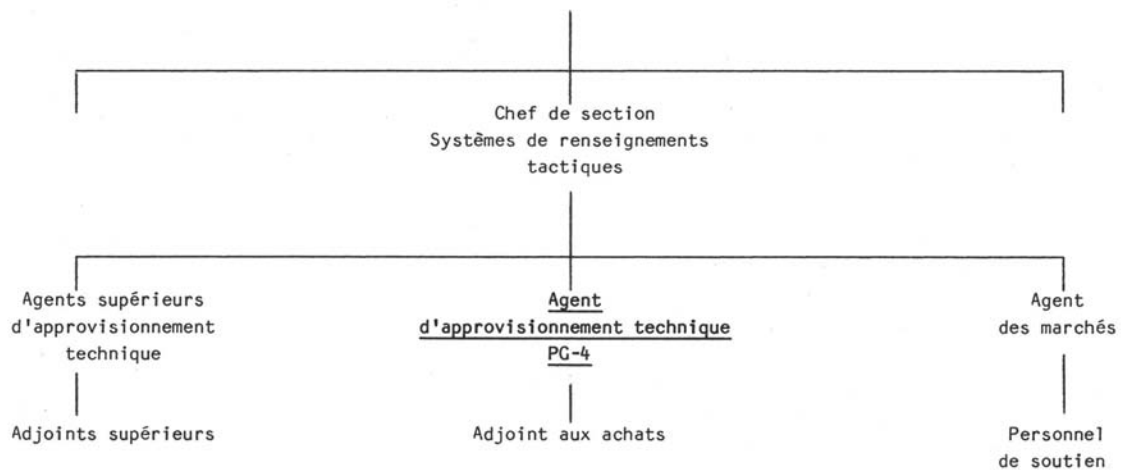 Chef de section
Systèmes de renseignements
tactiques
Agents supérieurs
d'approvisionnement
technique
Agent
d'approvisionnement technique
PG-4
Agent
des marchés
Adjoints supérieurs
Adjoint aux achats
Personnel
de soutien